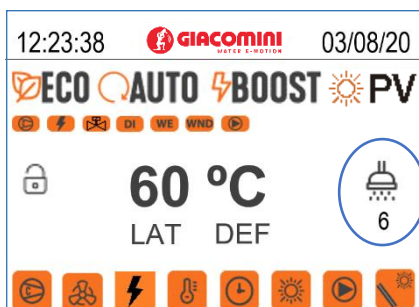 12:23:38 GIACOMINI 03/08/20
WATER E-MOTION
ECO AUTO BOOST PV
DI WE WND
60 ºC
LAT DEF
6